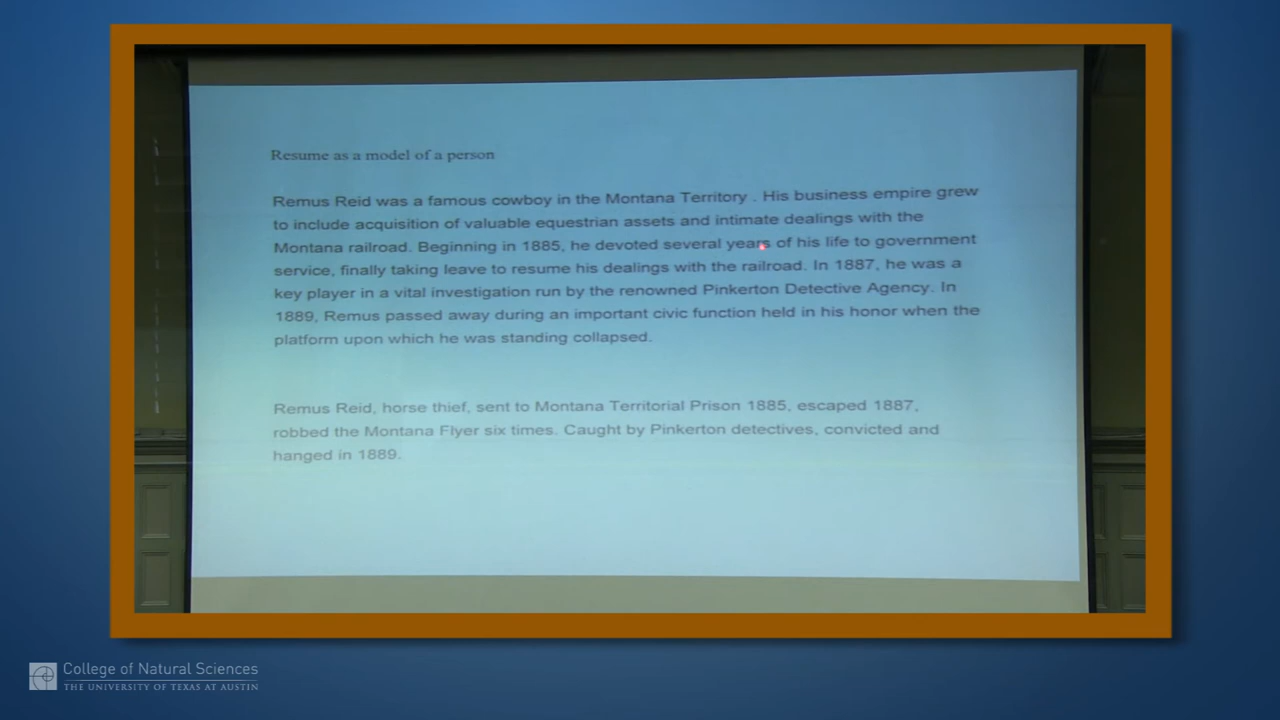 Resume as a model of a person
Remus Reid was a famous cowboy in the Montana Territory . His business empire grew
to include acquisition of valuable equestrian assets and intimate dealings with the
Montana railroad. Beginning in 1885, he devoted several years of his life to government
service, finally taking leave to resume his dealings with the railroad. In 1887, he was a
key player in a vital investigation run by the renowned Pinkerton Detective Agency. In
1889, Remus passed away during an important civic function held in his honor when the
platform upon which he was standing collapsed.
Remus Reid, horse thief, sent to Montana Territorial Prison 1885, escaped 1887,
robbed the Montana Flyer six times. Caught by Pinkerton detectives, convicted and
hanged in 1889.
College of Natural Sciences
THE UNIVERSITY OF TEXAS AT AUSTIN